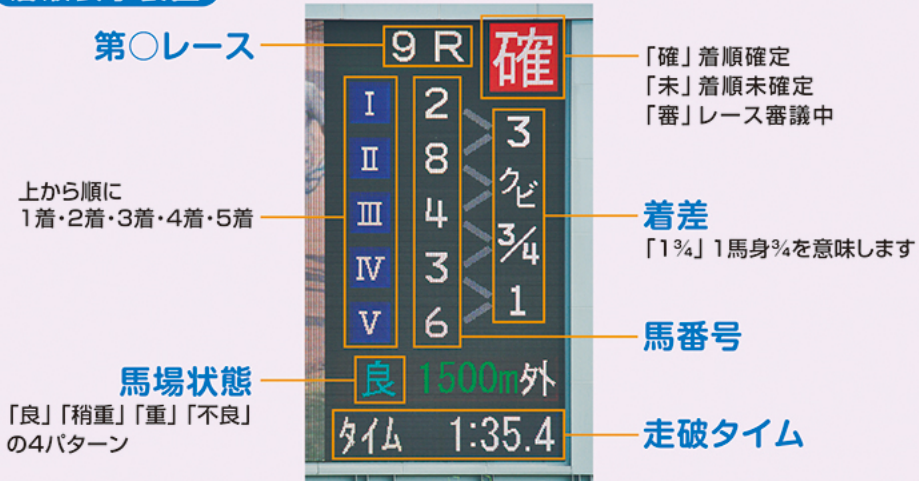 第○レース
9 R
確
「確」着順確定
「未」着順未確定
「審」レース審議中
上から順に
1着・2着・3着・4着・5着
Ⅰ 2
Ⅱ 8
Ⅲ 4
Ⅳ 3
Ⅴ 6
3
クビ
3/4
1
着差
「1¾」1馬身¾を意味します
馬番号
馬場状態
「良」「稍重」「重」「不良」
の4パターン
良 1500m外
タイム 1:35.4
走破タイム